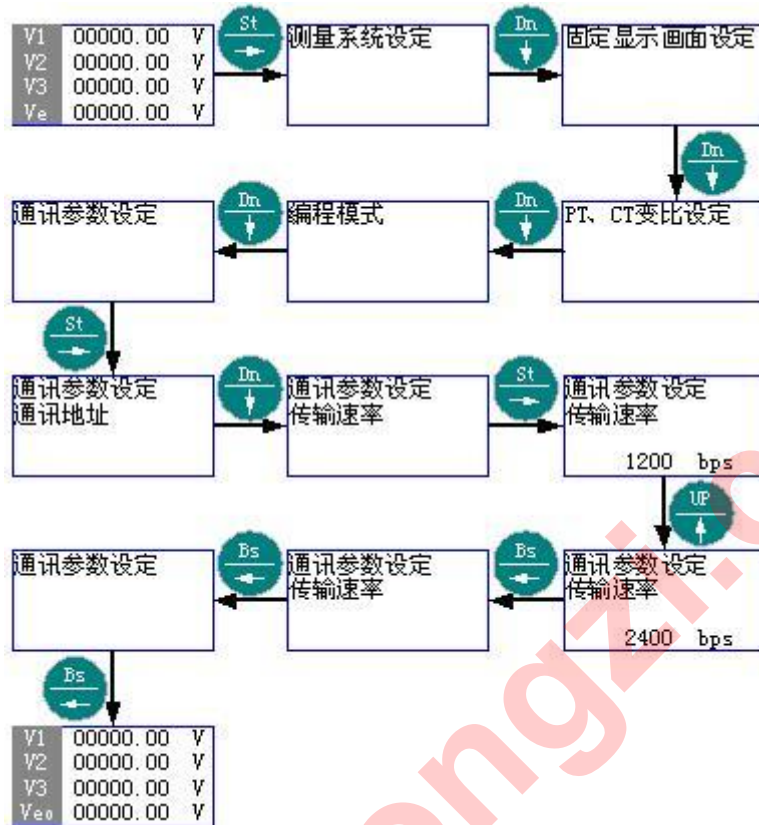 St
Dn
V1 00000.00 V
V2 00000.00 V
V3 00000.00 V
Ve 00000.00 V
测量系统设定
固定显示画面设定
Dn
Dn
Dn
通讯参数设定
编程模式
PT、CT变比设定
St
Dn
St
通讯参数设定
通讯地址
通讯参数设定
传输速率
通讯参数设定
传输速率
1200 bps
UP
Bs
Bs
通讯参数设定
通讯参数设定
传输速率
通讯参数设定
传输速率
2400 bps
Bs
V1 00000.00 V
V2 00000.00 V
V3 00000.00 V
Veo 00000.00 V